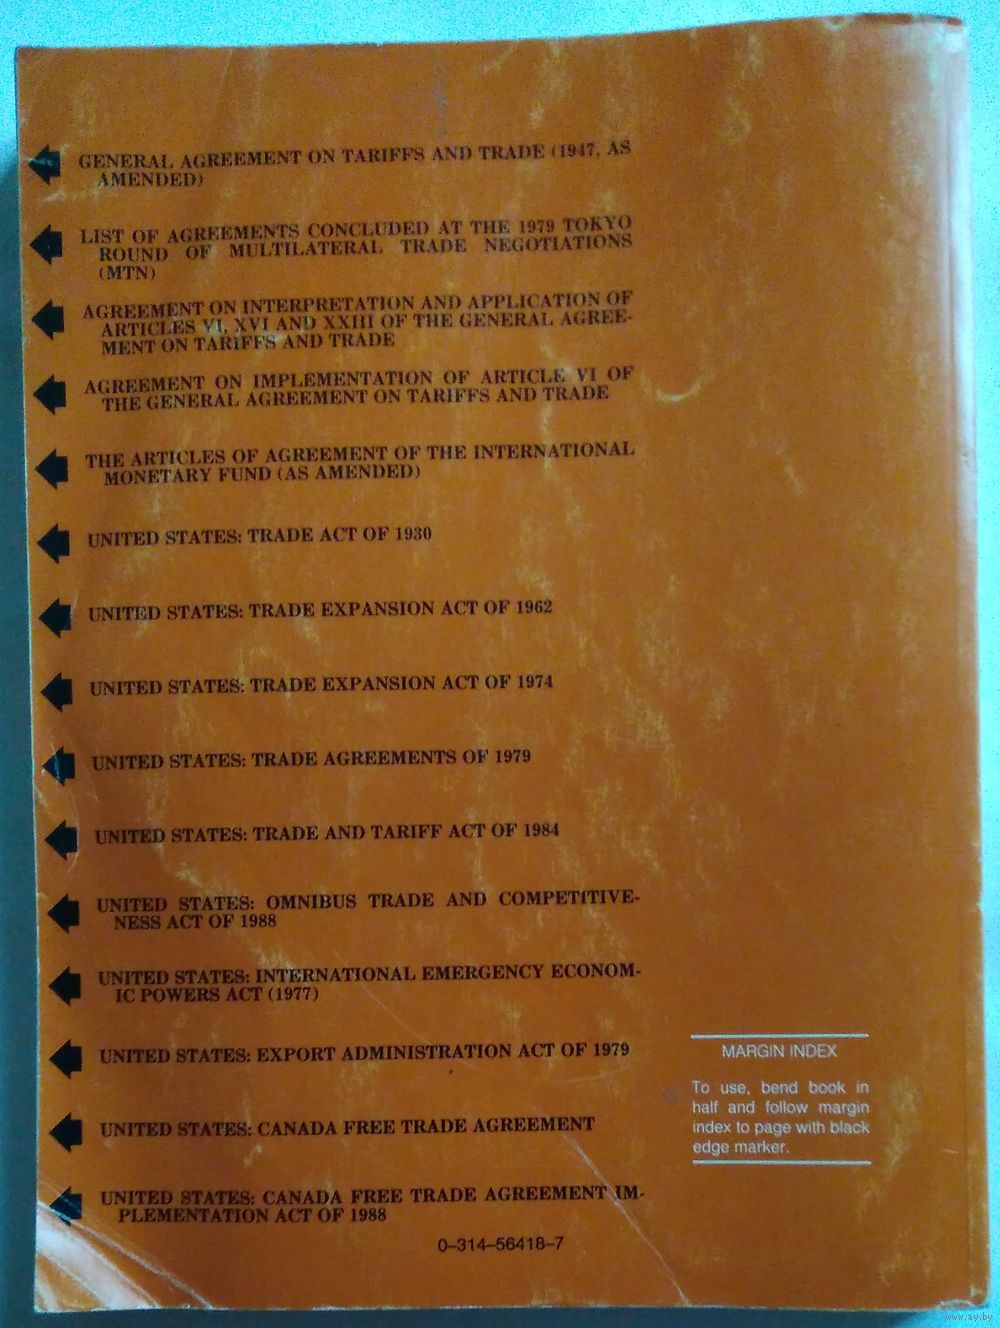 GENERAL AGREEMENT ON TARIFFS AND TRADE (1947, AS
AMENDED)
LIST OF AGREEMENTS CONCLUDED AT THE 1979 TOKYO
ROUND OF MULTILATERAL TRADE NEGOTIATIONS
(MTN)
AGREEMENT ON INTERPRETATION AND APPLICATION OF
ARTICLES VI, XVI AND XXIII OF THE GENERAL AGREE-
MENT ON TARIFFS AND TRADE
AGREEMENT ON IMPLEMENTATION OF ARTICLE VI OF
THE GENERAL AGREEMENT ON TARIFFS AND TRADE
THE ARTICLES OF AGREEMENT OF THE INTERNATIONAL
MONETARY FUND (AS AMENDED)
UNITED STATES: TRADE ACT OF 1930
UNITED STATES: TRADE EXPANSION ACT OF 1962
UNITED STATES: TRADE EXPANSION ACT OF 1974
UNITED STATES: TRADE AGREEMENTS OF 1979
UNITED STATES: TRADE AND TARIFF ACT OF 1984
UNITED STATES: OMNIBUS TRADE AND COMPETITIVE-
NESS ACT OF 1988
UNITED STATES: INTERNATIONAL EMERGENCY ECONOM-
IC POWERS ACT (1977)
UNITED STATES: EXPORT ADMINISTRATION ACT OF 1979
UNITED STATES: CANADA FREE TRADE AGREEMENT
UNITED STATES: CANADA FREE TRADE AGREEMENT IM-
PLEMENTATION ACT OF 1988
0-314-56418-7
MARGIN INDEX
To use, bend book in
half and follow margin
index to page with black
edge marker.
www.ay.by